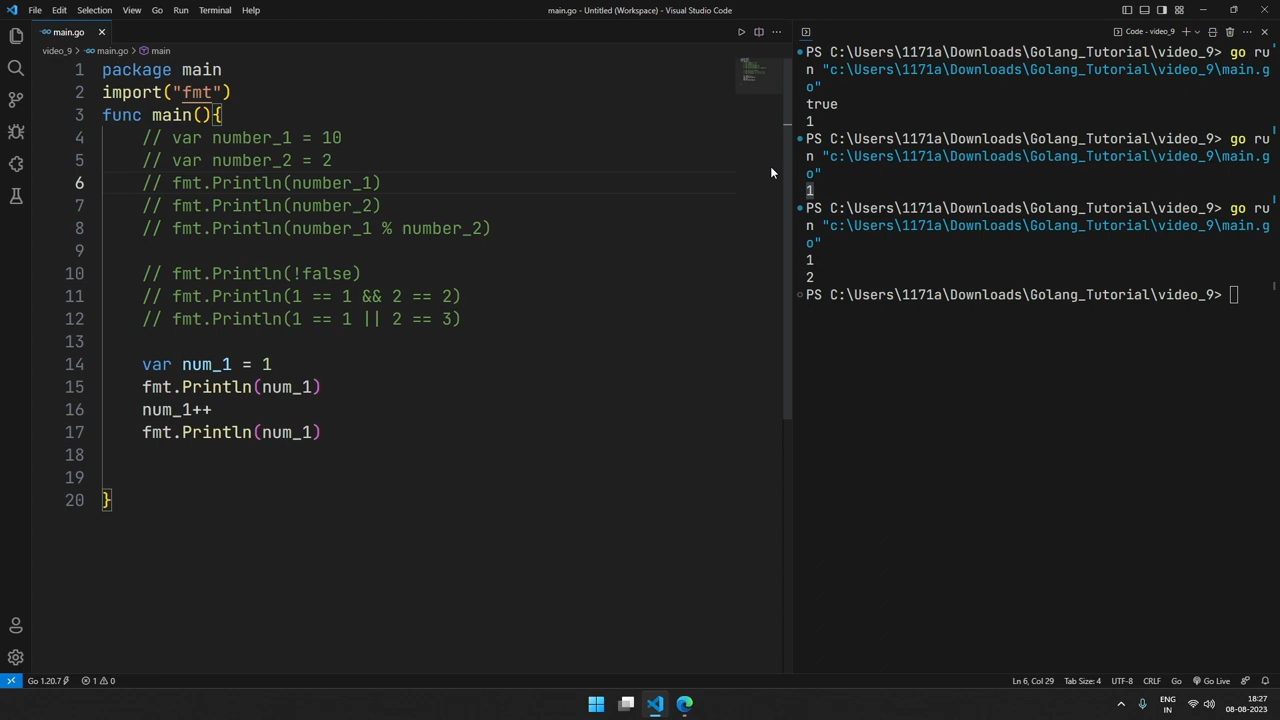 File Edit Selection View Go Run Terminal Help
main.go - Untitled (Workspace) - Visual Studio Code
main.go
video_9 > main.go > main
1 package main
2 import("fmt")
3 func main(){
4 // var number_1 = 10
5 // var number_2 = 2
6 // fmt.Println(number_1)
7 // fmt.Println(number_2)
8 // fmt.Println(number_1 % number_2)
9
10 // fmt.Println(!false)
11 // fmt.Println(1 == 1 && 2 == 2)
12 // fmt.Println(1 == 1 || 2 == 3)
13
14 var num_1 = 1
15 fmt.Println(num_1)
16 num_1++
17 fmt.Println(num_1)
18
19
20 }
Code - video_9
PS C:\Users\1171a\Downloads\Golang_Tutorial\video_9> go ru
n "c:\Users\1171a\Downloads\Golang_Tutorial\video_9\main.g
o"
true
1
PS C:\Users\1171a\Downloads\Golang_Tutorial\video_9> go ru
n "c:\Users\1171a\Downloads\Golang_Tutorial\video_9\main.g
o"
1
PS C:\Users\1171a\Downloads\Golang_Tutorial\video_9> go ru
n "c:\Users\1171a\Downloads\Golang_Tutorial\video_9\main.g
o"
1
2
PS C:\Users\1171a\Downloads\Golang_Tutorial\video_9>
Go 1.20.7 1 0
Ln 6, Col 29 Tab Size: 4 UTF-8 CRLF Go Go Live
ENG
IN
18:27
08-08-2023